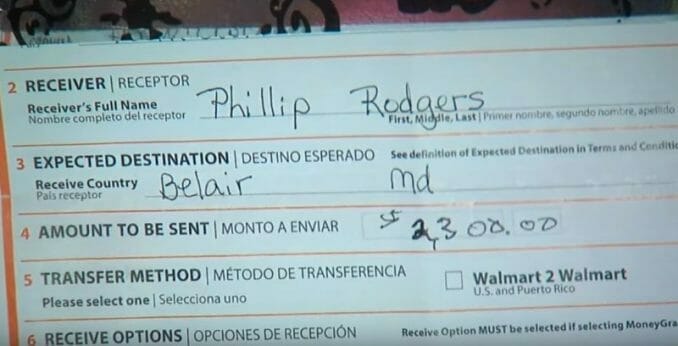 2 RECEIVER | RECEPTOR
Receiver's Full Name
Nombre completo del receptor
Phillip Rodgers
First, Middle, Last | Primer nombre, segundo nombre, apellido
3 EXPECTED DESTINATION | DESTINO ESPERADO See definition of Expected Destination in Terms and Conditio
Receive Country
País receptor
Belair md
4 AMOUNT TO BE SENT | MONTO A ENVIAR $ 2,300.00
5 TRANSFER METHOD | MÉTODO DE TRANSFERENCIA
Please select one | Selecciona uno
Walmart 2 Walmart
U.S. and Puerto Rico
6 RECEIVE OPTIONS | OPCIONES DE RECEPCIÓN Receive Option MUST be selected if selecting MoneyGra